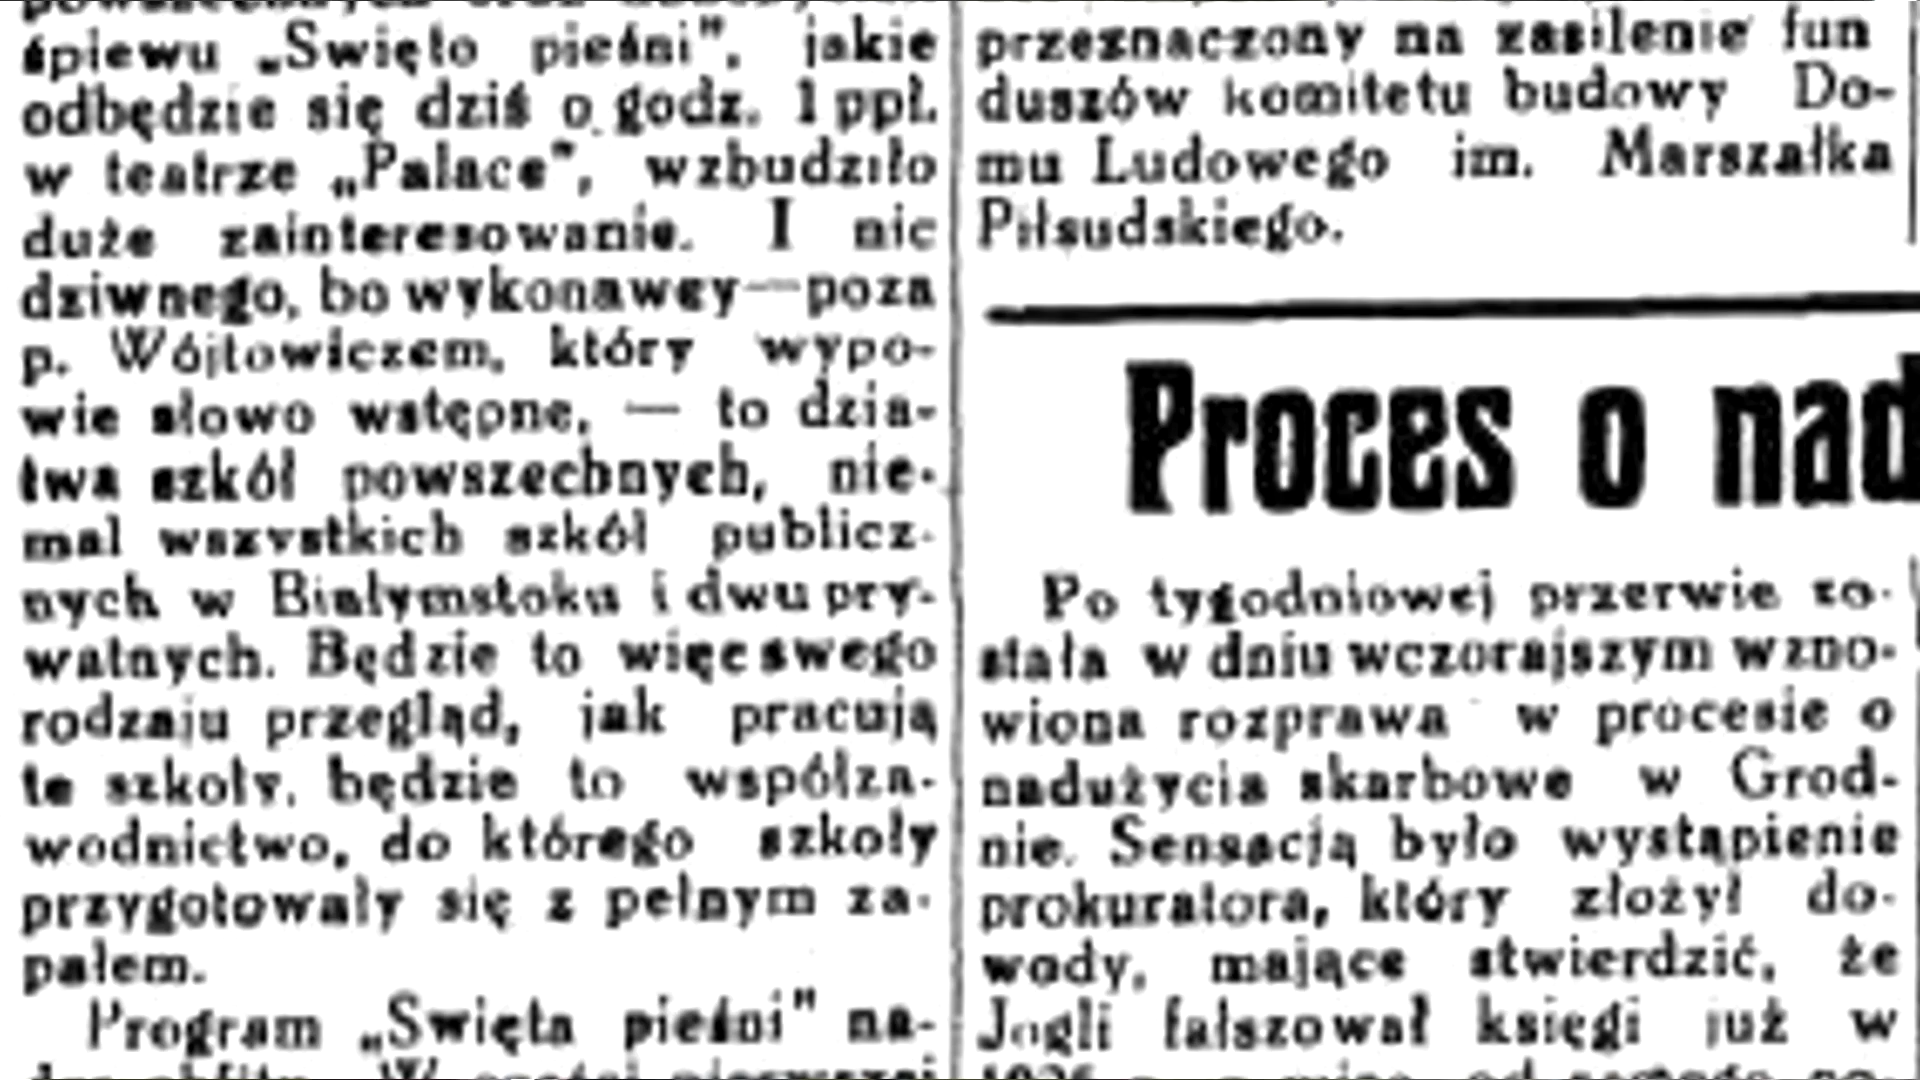 śpiewu „Swięto pieśni", jakie
odbędzie się dziś o godz. 1 ppł.
w teatrze „Palace", wzbudziło
duże zainteresowanie. I nic
dziwnego, bo wykonawcy—poza
p. Wójtowiczem, który wypo-
wie słowo wstępne, — to dzia-
twa szkół powszechnych, nie-
mal wszystkich szkół publicz-
nych w Białymstoku i dwu pry-
watnych. Będzie to więc swego
rodzaju przegląd, jak pracują
te szkoły, będzie to współza-
wodnictwo, do którego szkoły
przygotowały się z pełnym za-
pałem.
Program „Swięta pieśni" na-
przeznaczony na zasilenie fun
duszów komitetu budowy Do-
mu Ludowego im. Marszałka
Piłsudskiego.
Proces o nad
Po tygodniowej przerwie zo-
stała w dniu wczorajszym wzno-
wiona rozprawa w procesie o
nadużycia skarbowe w Grod-
nie. Sensacją było wystąpienie
prokuratora, który złożył do-
wody, mające stwierdzić, że
Jogli fałszował księgi już w